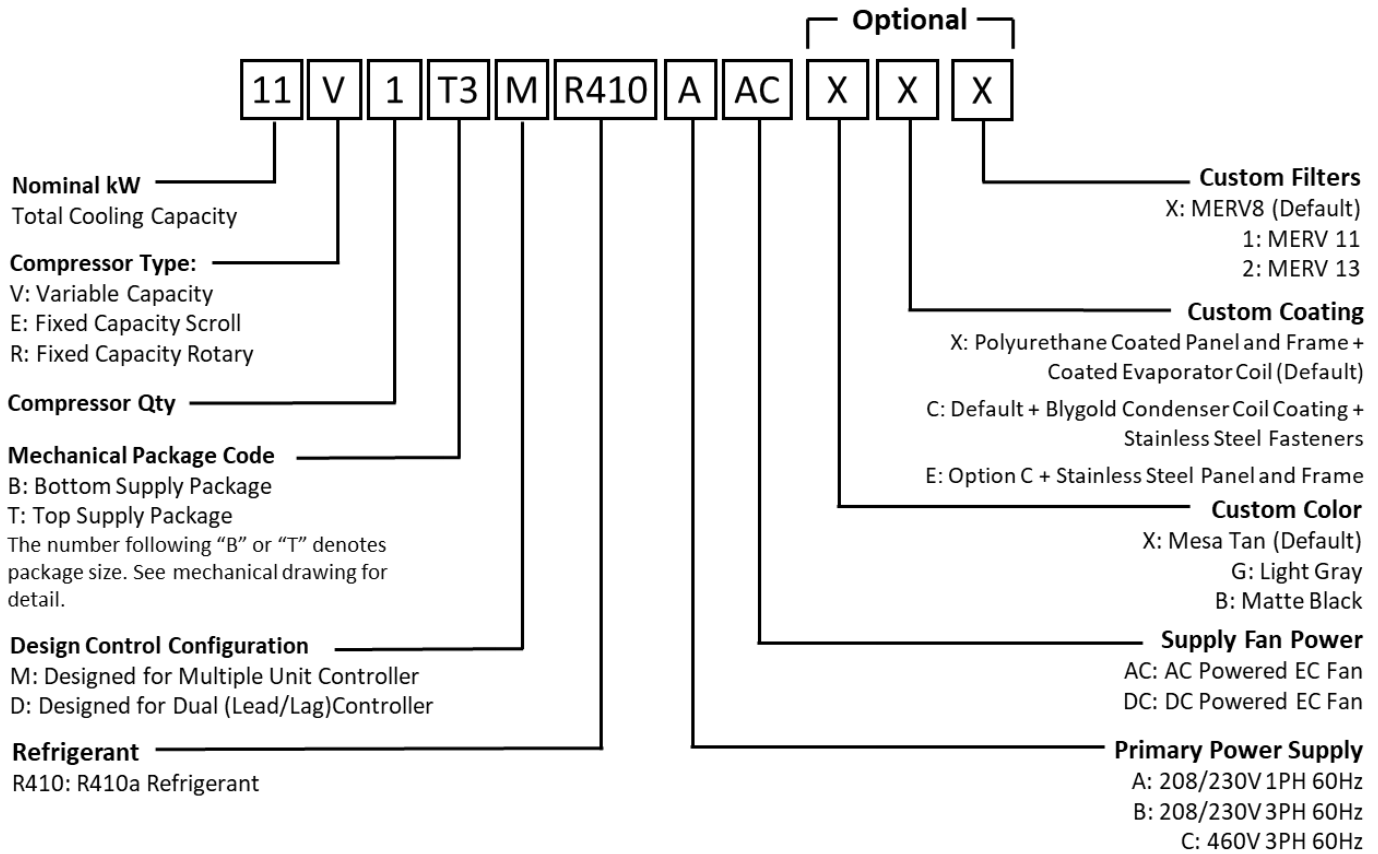 Optional
11 V 1 T3 M R410 A AC X X X
Nominal kW
Total Cooling Capacity
Compressor Type:
V: Variable Capacity
E: Fixed Capacity Scroll
R: Fixed Capacity Rotary
Compressor Qty
Mechanical Package Code
B: Bottom Supply Package
T: Top Supply Package
The number following “B” or “T” denotes
package size. See mechanical drawing for
detail.
Design Control Configuration
M: Designed for Multiple Unit Controller
D: Designed for Dual (Lead/Lag)Controller
Refrigerant
R410: R410a Refrigerant
Custom Filters
X: MERV8 (Default)
1: MERV 11
2: MERV 13
Custom Coating
X: Polyurethane Coated Panel and Frame +
Coated Evaporator Coil (Default)
C: Default + Blygold Condenser Coil Coating +
Stainless Steel Fasteners
E: Option C + Stainless Steel Panel and Frame
Custom Color
X: Mesa Tan (Default)
G: Light Gray
B: Matte Black
Supply Fan Power
AC: AC Powered EC Fan
DC: DC Powered EC Fan
Primary Power Supply
A: 208/230V 1PH 60Hz
B: 208/230V 3PH 60Hz
C: 460V 3PH 60Hz